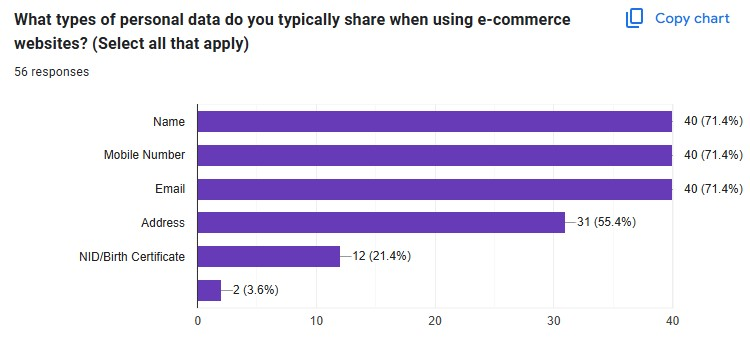 What types of personal data do you typically share when using e-commerce
websites? (Select all that apply)
Copy chart
56 responses
Name 40 (71.4%)
Mobile Number 40 (71.4%)
Email 40 (71.4%)
Address 31 (55.4%)
NID/Birth Certificate 12 (21.4%)
2 (3.6%)
0 10 20 30 40